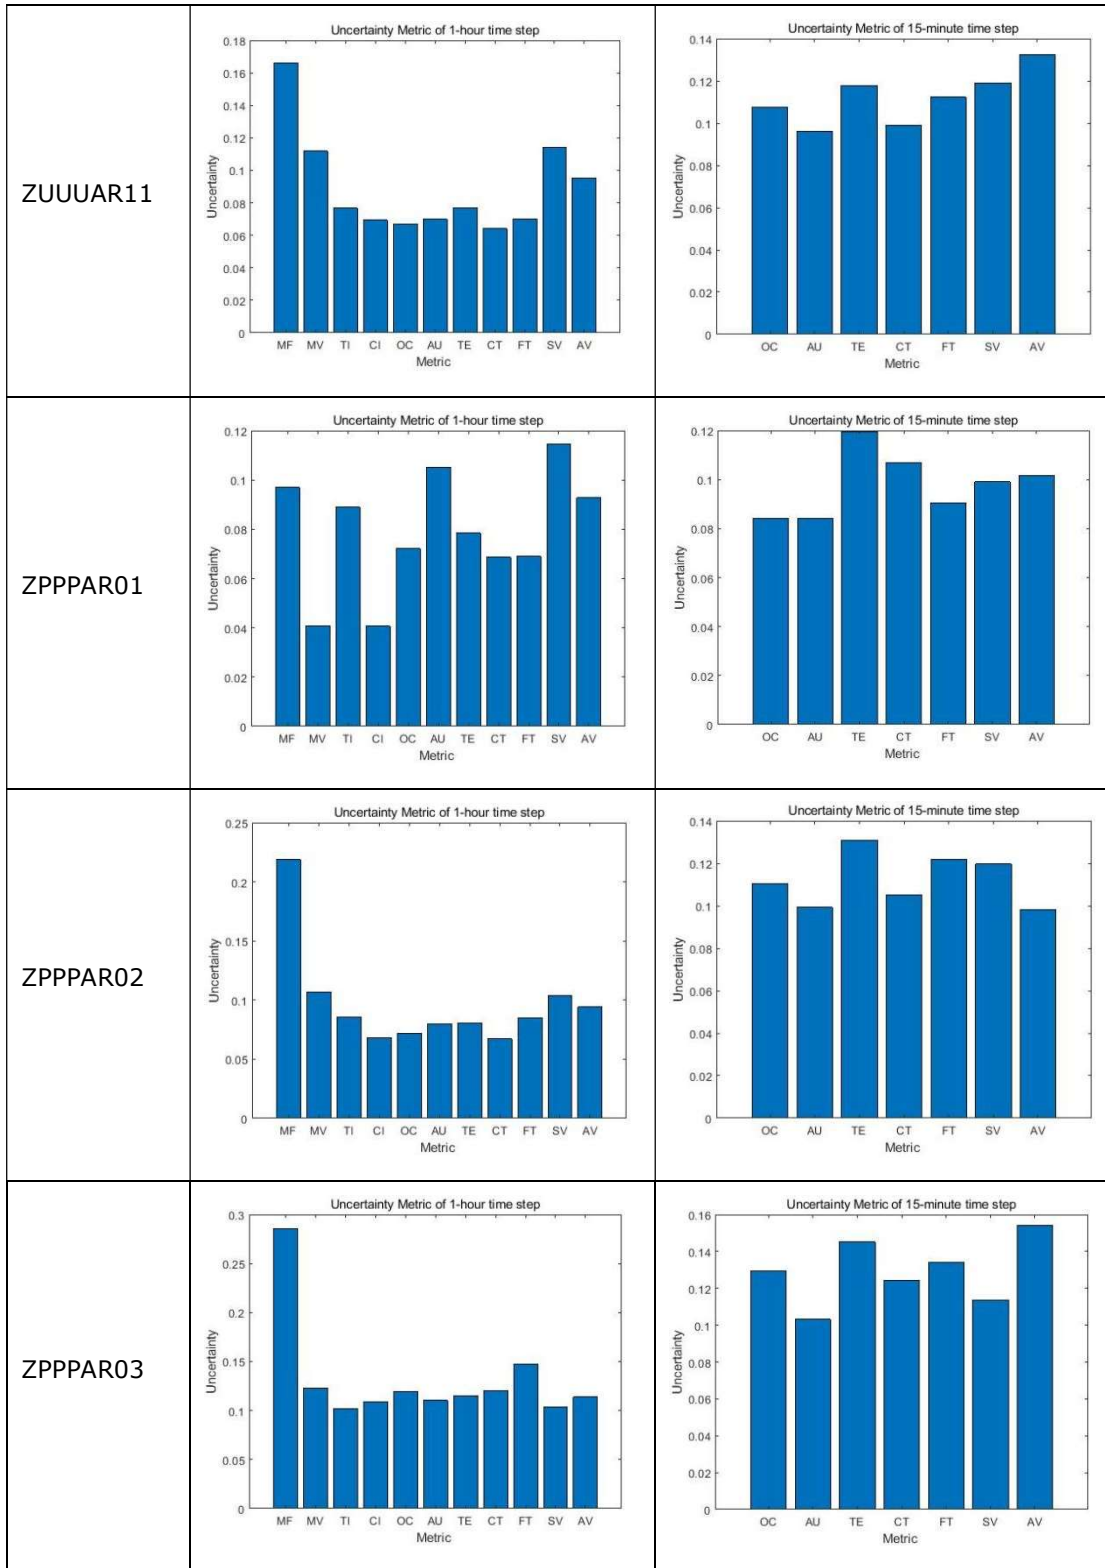 ZUUUAR11
Uncertainty Metric of 1-hour time step
Uncertainty
0.18
0.16
0.14
0.12
0.1
0.08
0.06
0.04
0.02
0
MF MV TI CI OC AU TE CT FT SV AV
Metric
Uncertainty Metric of 15-minute time step
Uncertainty
0.14
0.12
0.1
0.08
0.06
0.04
0.02
0
OC AU TE CT FT SV AV
Metric
ZPPPAR01
Uncertainty Metric of 1-hour time step
Uncertainty
0.12
0.1
0.08
0.06
0.04
0.02
0
MF MV TI CI OC AU TE CT FT SV AV
Metric
Uncertainty Metric of 15-minute time step
Uncertainty
0.12
0.1
0.08
0.06
0.04
0.02
0
OC AU TE CT FT SV AV
Metric
ZPPPAR02
Uncertainty Metric of 1-hour time step
Uncertainty
0.25
0.2
0.15
0.1
0.05
0
MF MV TI CI OC AU TE CT FT SV AV
Metric
Uncertainty Metric of 15-minute time step
Uncertainty
0.14
0.12
0.1
0.08
0.06
0.04
0.02
0
OC AU TE CT FT SV AV
Metric
ZPPPAR03
Uncertainty Metric of 1-hour time step
Uncertainty
0.3
0.25
0.2
0.15
0.1
0.05
0
MF MV TI CI OC AU TE CT FT SV AV
Metric
Uncertainty Metric of 15-minute time step
Uncertainty
0.16
0.14
0.12
0.1
0.08
0.06
0.04
0.02
0
OC AU TE CT FT SV AV
Metric